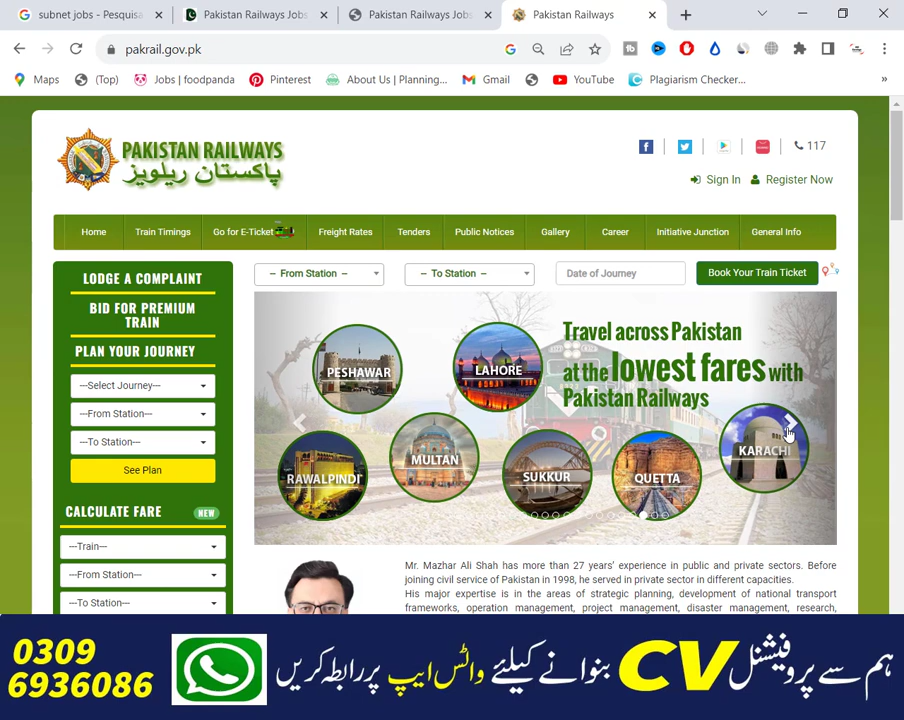 subnet jobs - Pesquisa
Pakistan Railways Jobs
Pakistan Railways Jobs
Pakistan Railways
pakrail.gov.pk
Maps
(Top)
Jobs | foodpanda
Pinterest
About Us | Planning...
Gmail
YouTube
Plagiarism Checker...
»
PAKISTAN RAILWAYS
پاکستان ریلویز
117
Sign In
Register Now
Home
Train Timings
Go for E-Ticket
Freight Rates
Tenders
Public Notices
Gallery
Career
Initiative Junction
General Info
LODGE A COMPLAINT
BID FOR PREMIUM
TRAIN
PLAN YOUR JOURNEY
---Select Journey---
---From Station---
---To Station---
See Plan
CALCULATE FARE NEW
---Train---
---From Station---
---To Station---
-- From Station --
-- To Station --
Date of Journey
Book Your Train Ticket
Travel across Pakistan
at the lowest fares with
Pakistan Railways
PESHAWAR
LAHORE
RAWALPINDI
MULTAN
SUKKUR
QUETTA
KARACHI
Mr. Mazhar Ali Shah has more than 27 years' experience in public and private sectors. Before
joining civil service of Pakistan in 1998, he served in private sector in different capacities.
His major expertise is in the areas of strategic planning, development of national transport
frameworks, operation management, project management, disaster management, research,
0309
6936086
ہم سے پروفیشنل CV بنوانے کیلئے واٹس ایپ پر رابطہ کریں